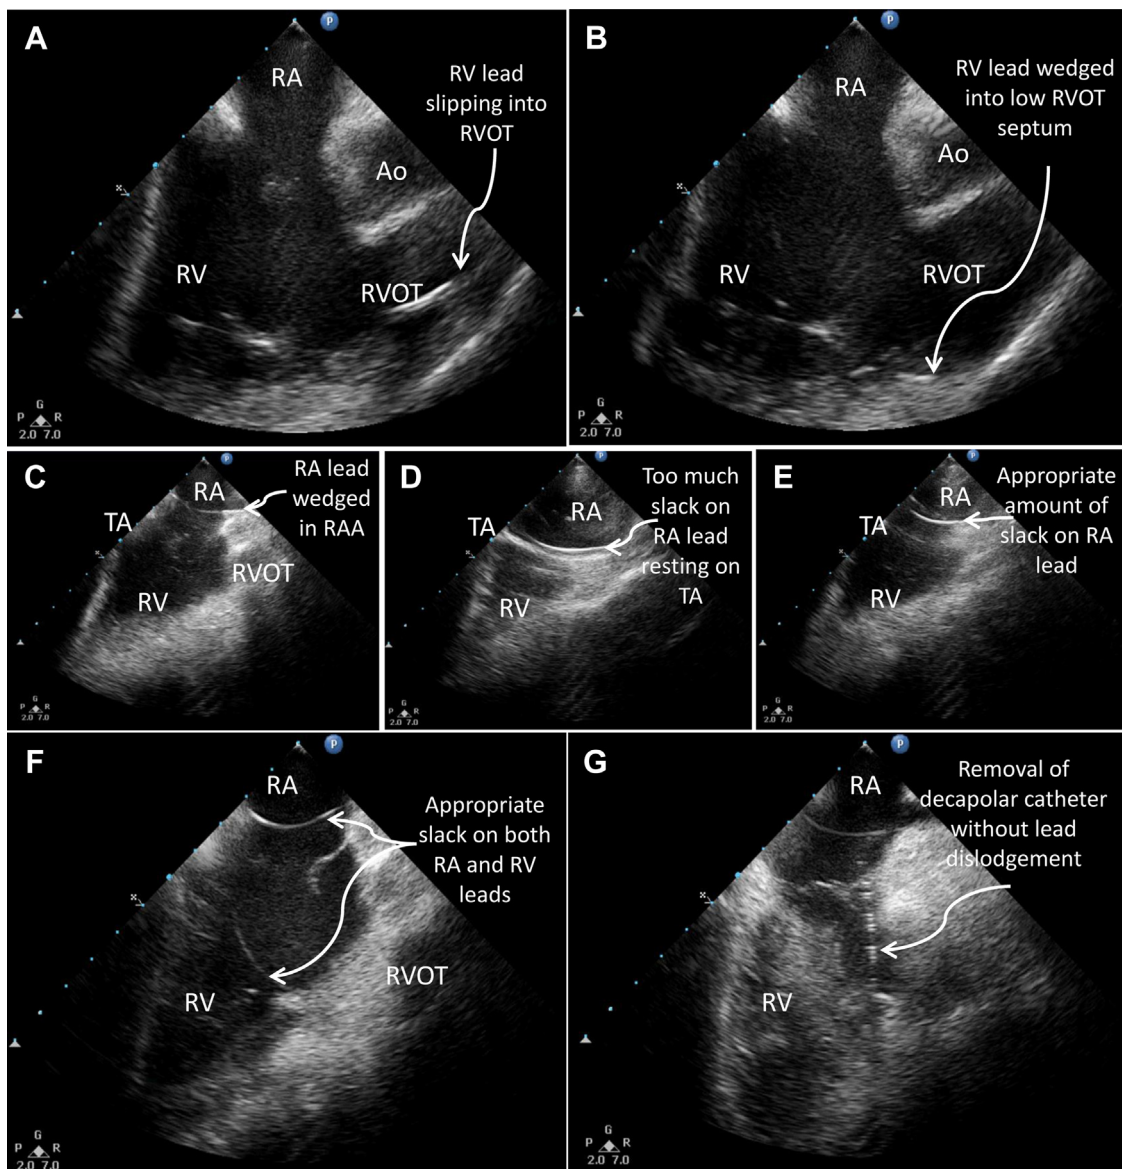 A
P
RA
RV lead
slipping into
RVOT
Ao
RV
RVOT
G
P R
2.0 7.0
B
P
RA
RV lead wedged
into low RVOT
septum
Ao
RV
RVOT
G
P R
2.0 7.0
C
P
RA
RA lead
wedged
in RAA
TA
RVOT
RV
G
P R
2.0 7.0
D
P
RA
Too much
slack on
RA lead
resting on
TA
TA
RV
G
P R
2.0 7.0
E
P
RA
Appropriate
amount of
slack on RA
lead
TA
RV
G
P R
2.0 7.0
F
P
RA
Appropriate
slack on both
RA and RV
leads
RV
RVOT
G
P R
2.0 7.0
G
P
RA
Removal of
decapolar catheter
without lead
dislodgement
RV
G
P R
2.0 7.0